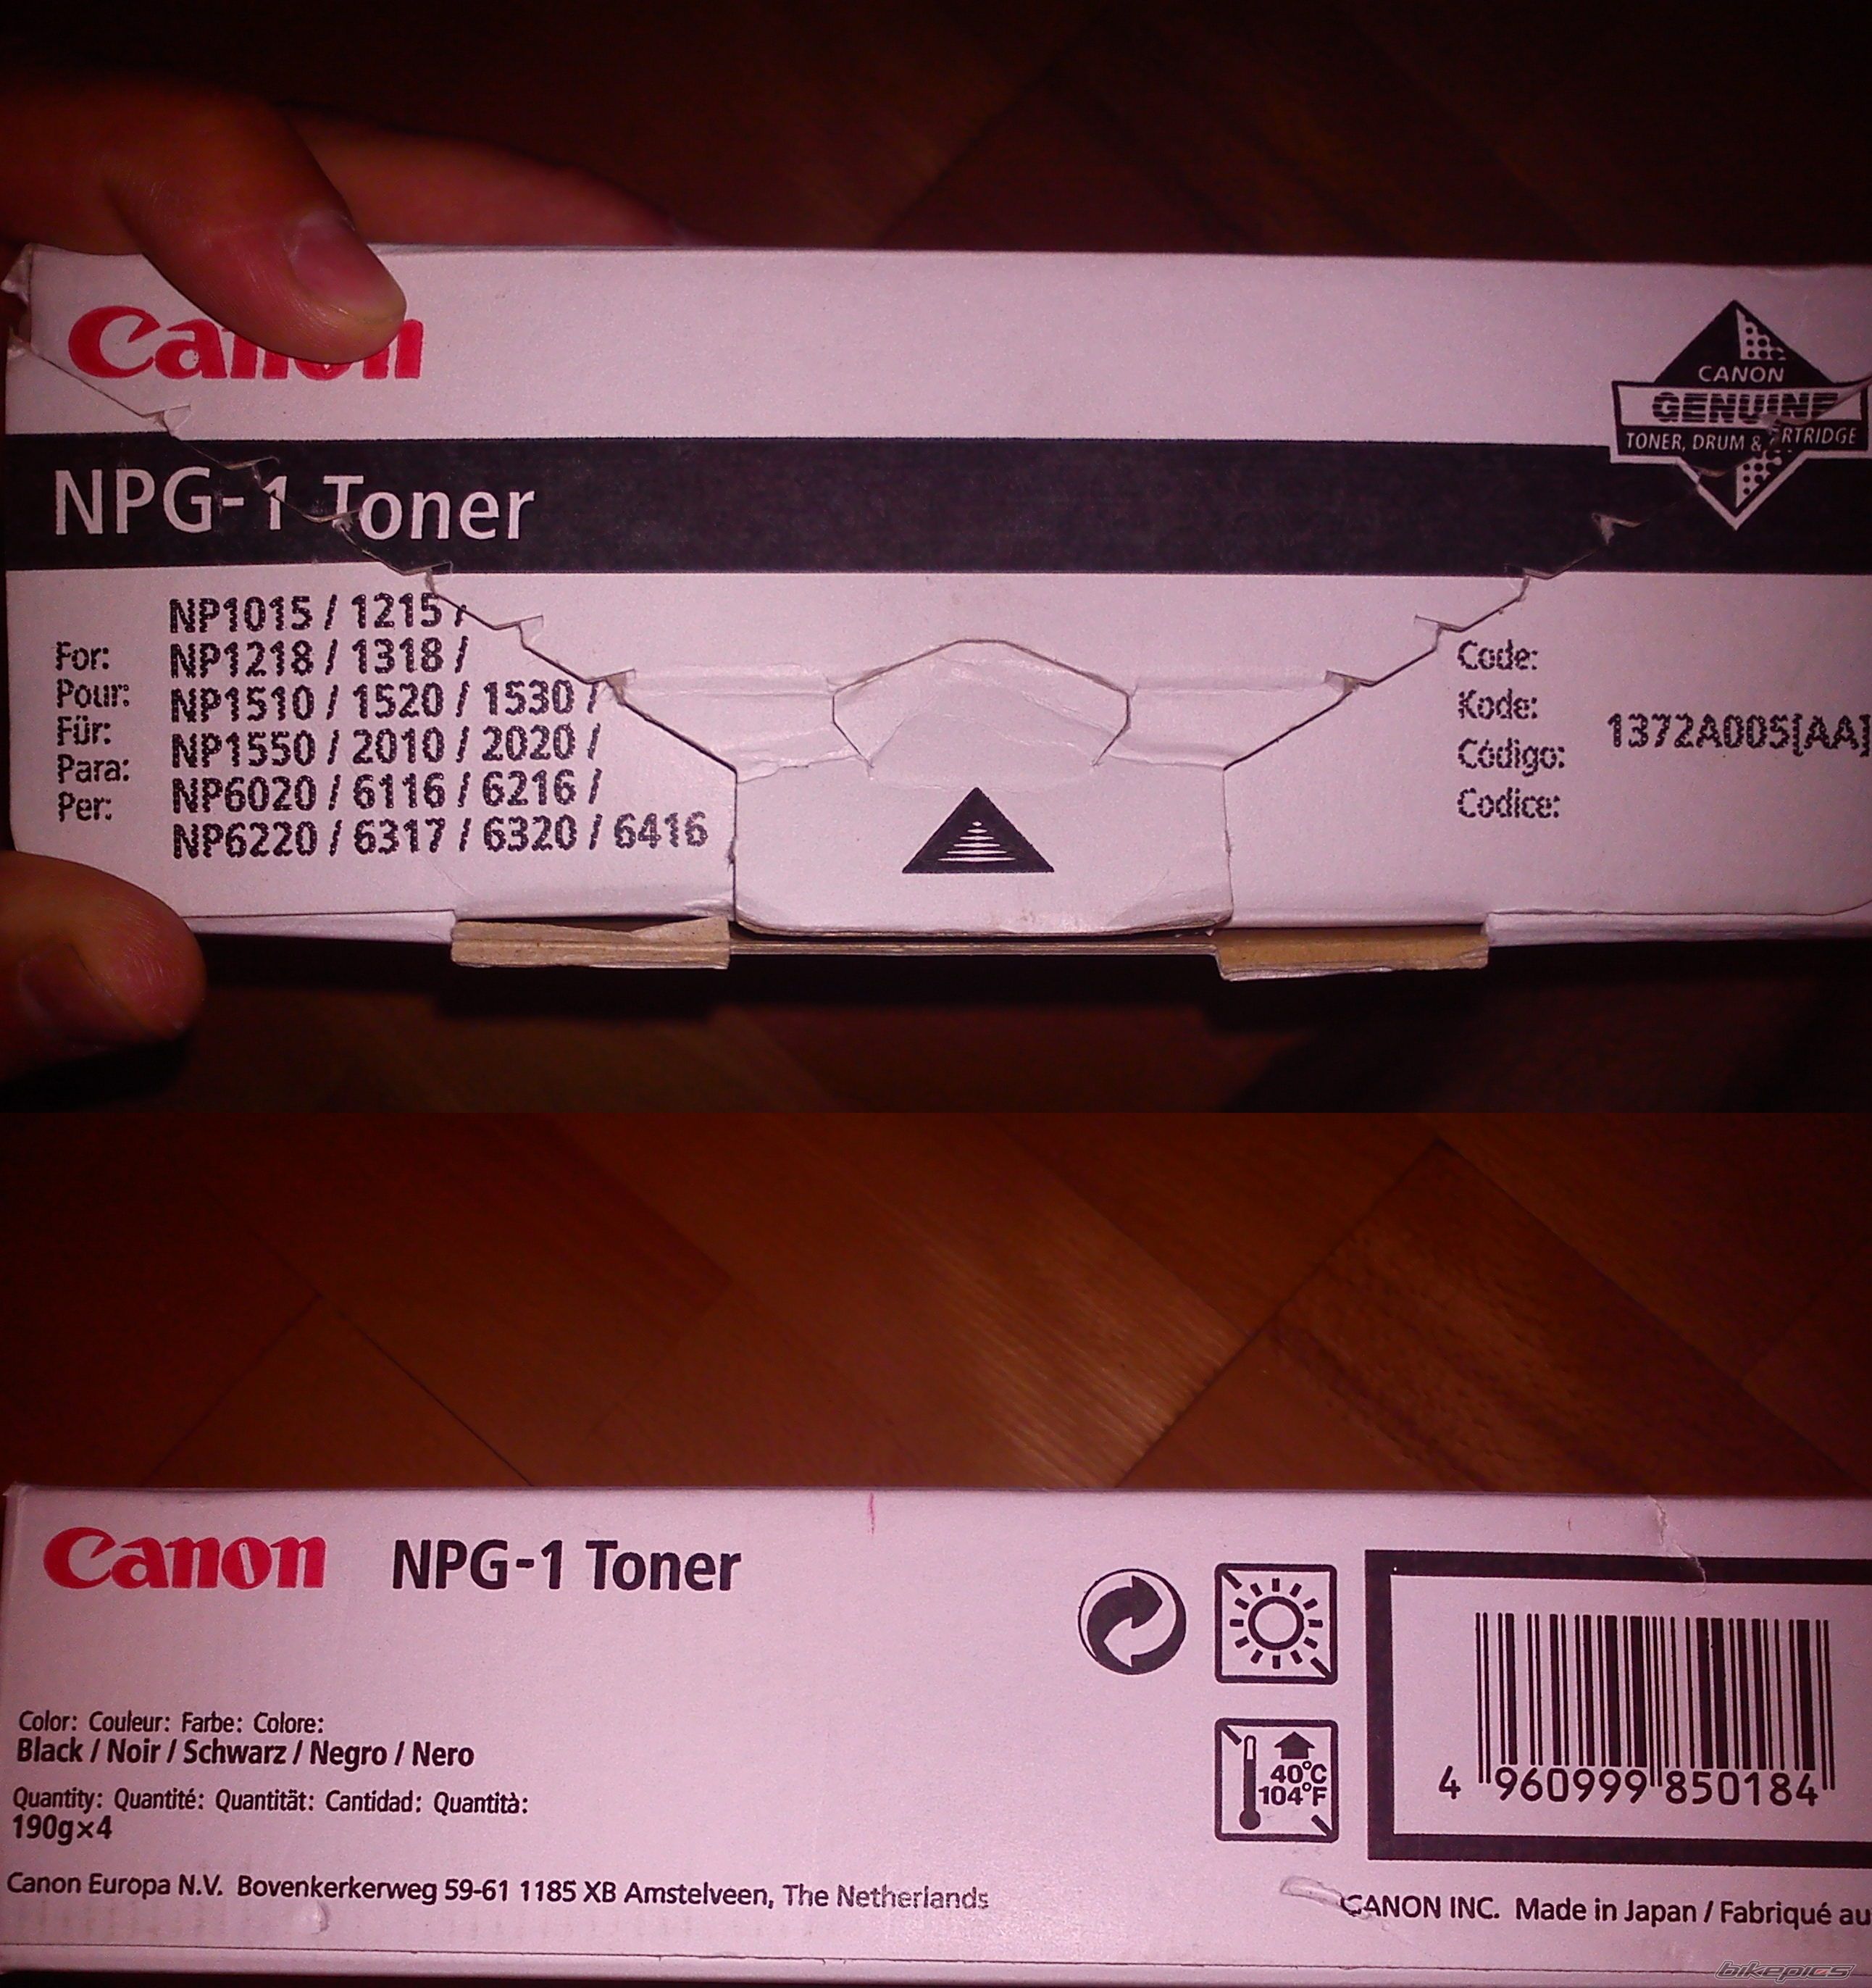 Canon
CANON
GENUINE
TONER, DRUM & RTRIDGE
NPG-1 Toner
For:
Pour:
Für:
Para:
Per:
NP1015 / 1215 /
NP1218 / 1318 /
NP1510 / 1520 / 1530 /
NP1550 / 2010 / 2020 /
NP6020 / 6116 / 6216 /
NP6220 / 6317 / 6320 / 6416
Code:
Kode:
Código:
Codice:
1372A005[AA]
Canon NPG-1 Toner
Color: Couleur: Farbe: Colore:
Black / Noir / Schwarz / Negro / Nero
Quantity: Quantité: Quantität: Cantidad: Quantità:
190g×4
40°C
104°F
4 960999 850184
Canon Europa N.V. Bovenkerkerweg 59-61 1185 XB Amstelveen, The Netherlands
CANON INC. Made in Japan / Fabriqué au
bikepics